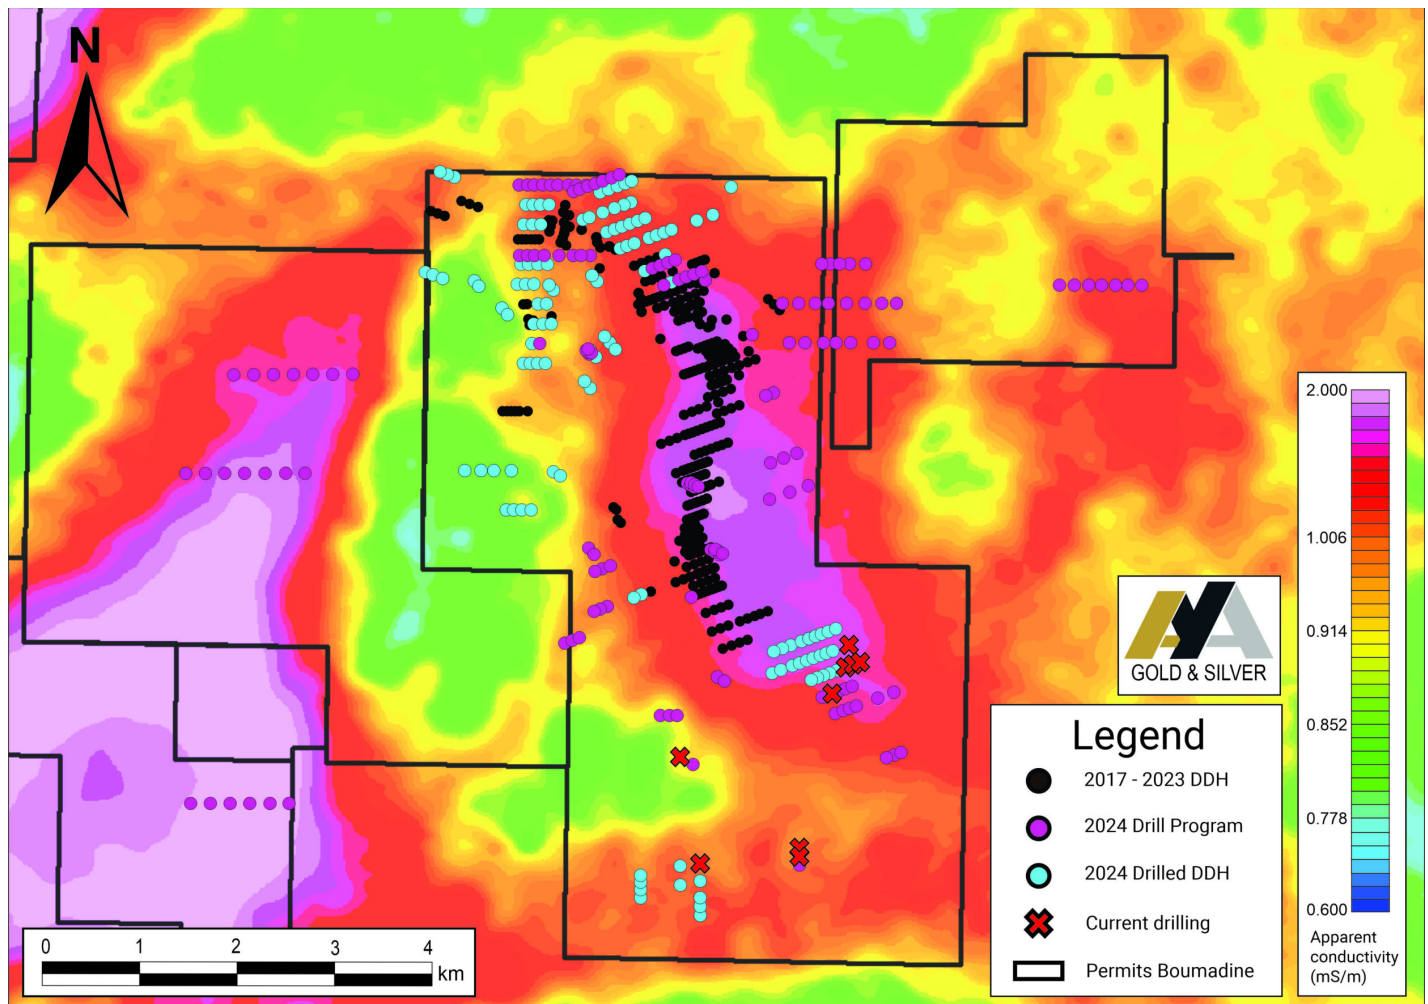 N
2.000
1.006
0.914
0.852
0.778
0.600
Apparent
conductivity
(mS/m)
AYA
GOLD & SILVER
Legend
2017 - 2023 DDH
2024 Drill Program
2024 Drilled DDH
Current drilling
Permits Boumadine
0 1 2 3 4
km